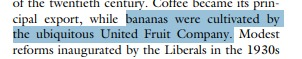 of the twentieth century. Coffee became its prin-
cipal export, while bananas were cultivated by
the ubiquitous United Fruit Company. Modest
reforms inaugurated by the Liberals in the 1930s